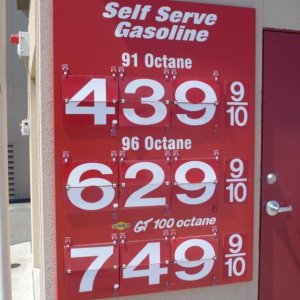 Self Serve
Gasoline
91 Octane
439 9/10
96 Octane
629 9/10
GT 100 octane
749 9/10